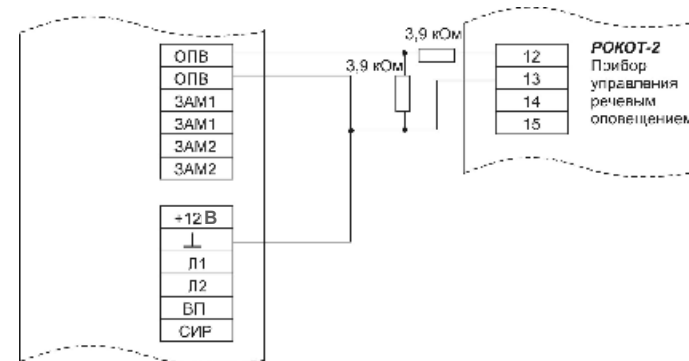 3,9 кОм
3,9 кОм
ОПВ
ОПВ
ЗАМ1
ЗАМ1
ЗАМ2
ЗАМ2
+12 В
⊥
Л1
Л2
ВП
СИР
12
13
14
15
РОКОТ-2
Прибор
управления
речевым
оповещением